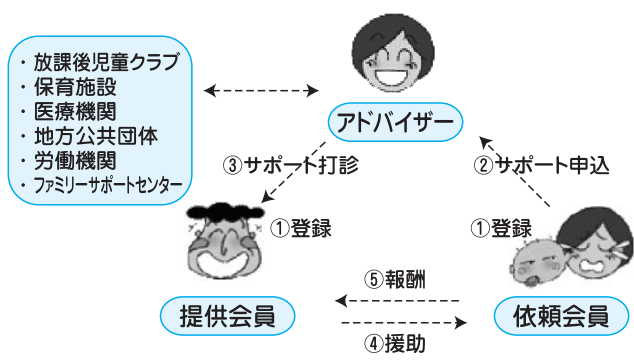 ・放課後児童クラブ
・保育施設
・医療機関
・地方公共団体
・労働機関
・ファミリーサポートセンター
アドバイザー
③サポート打診
②サポート申込
①登録
①登録
⑤報酬
提供会員
依頼会員
④援助